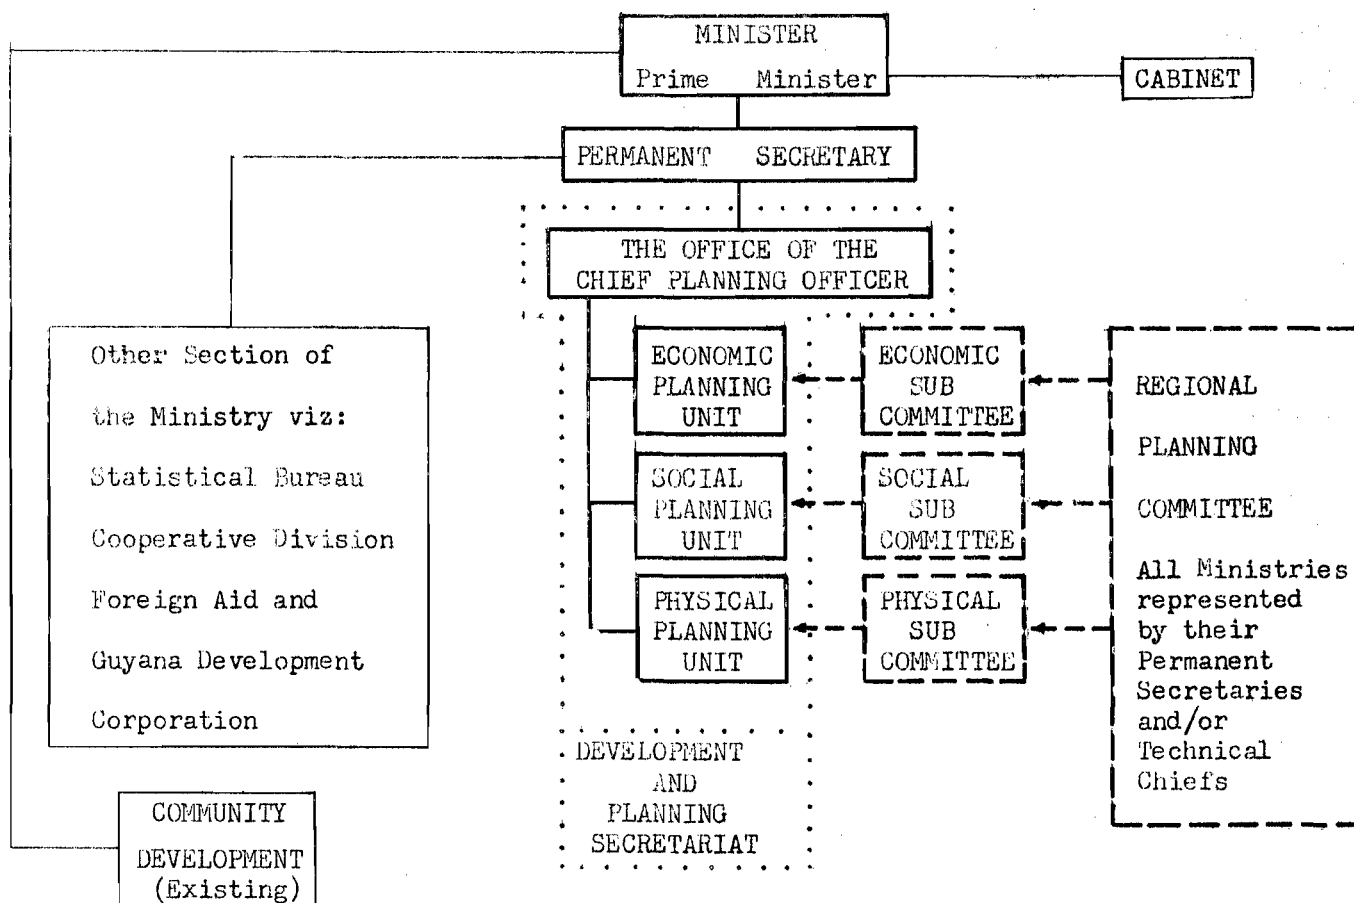 MINISTER
Prime Minister
CABINET
PERMANENT SECRETARY
THE OFFICE OF THE
CHIEF PLANNING OFFICER
Other Section of
the Ministry viz:
Statistical Bureau
Cooperative Division
Foreign Aid and
Guyana Development
Corporation
ECONOMIC
PLANNING
UNIT
ECONOMIC
SUB
COMMITTEE
SOCIAL
PLANNING
UNIT
SOCIAL
SUB
COMMITTEE
PHYSICAL
PLANNING
UNIT
PHYSICAL
SUB
COMMITTEE
REGIONAL
PLANNING
COMMITTEE
All Ministries
represented
by their
Permanent
Secretaries
and/or
Technical
Chiefs
DEVELOPMENT
AND
PLANNING
SECRETARIAT
COMMUNITY
DEVELOPMENT
(Existing)